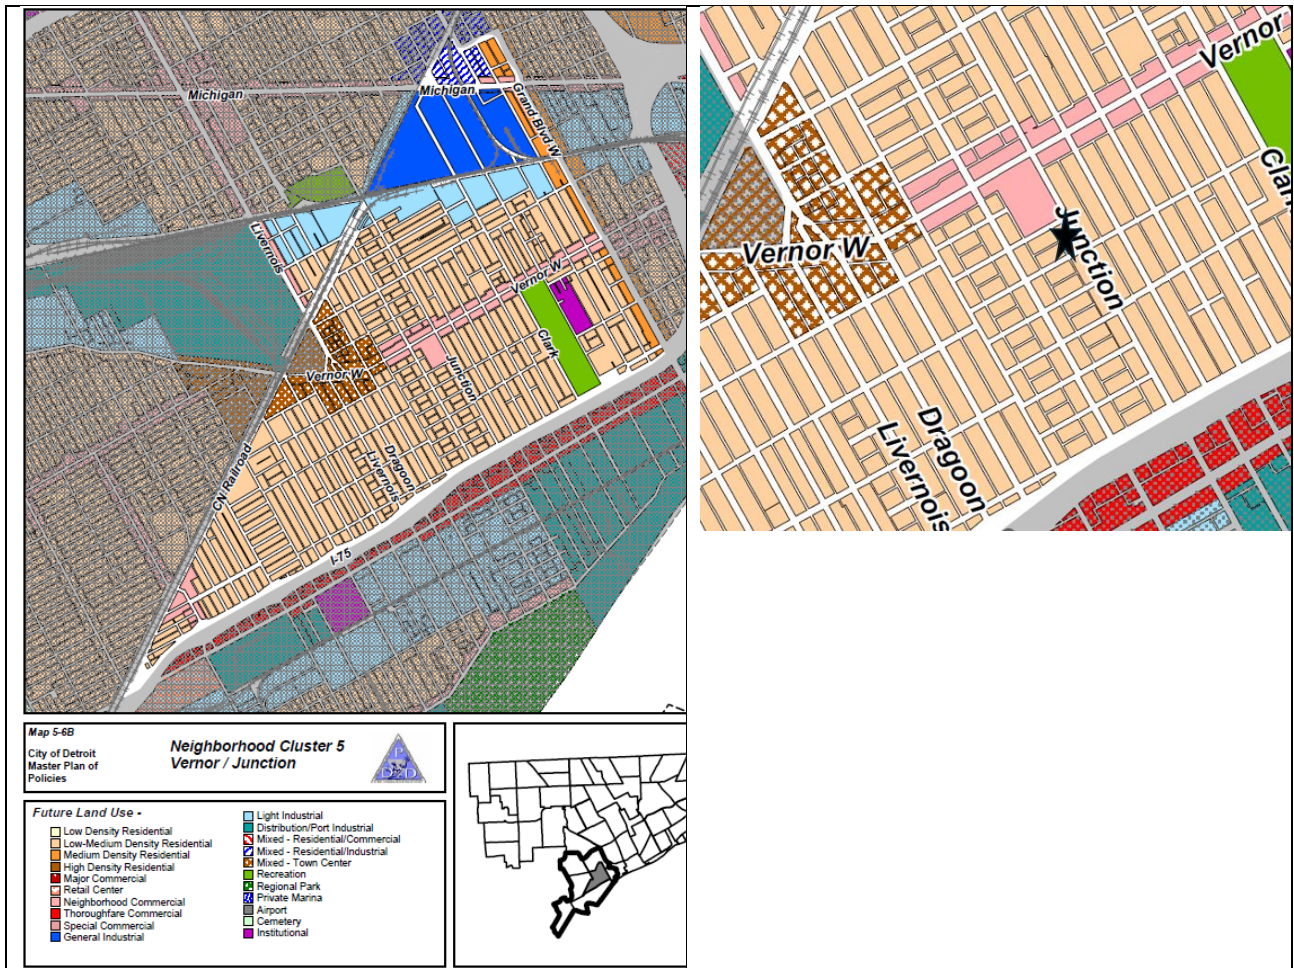 Michigan
Michigan
Grand Blvd W
Livernois
Vernor W
Clark
Junction
Vernor W
Dragoon
Livernois
CN Railroad
I-75
Vernor
Clar
Junction
Vernor W
Dragoon
Livernois
Map 5-6B
City of Detroit
Master Plan of
Policies
Neighborhood Cluster 5
Vernor / Junction
P
D D
Future Land Use -
Low Density Residential
Low-Medium Density Residential
Medium Density Residential
High Density Residential
Major Commercial
Retail Center
Neighborhood Commercial
Thoroughfare Commercial
Special Commercial
General Industrial
Light Industrial
Distribution/Port Industrial
Mixed - Residential/Commercial
Mixed - Residential/Industrial
Mixed - Town Center
Recreation
Regional Park
Private Marina
Airport
Cemetery
Institutional